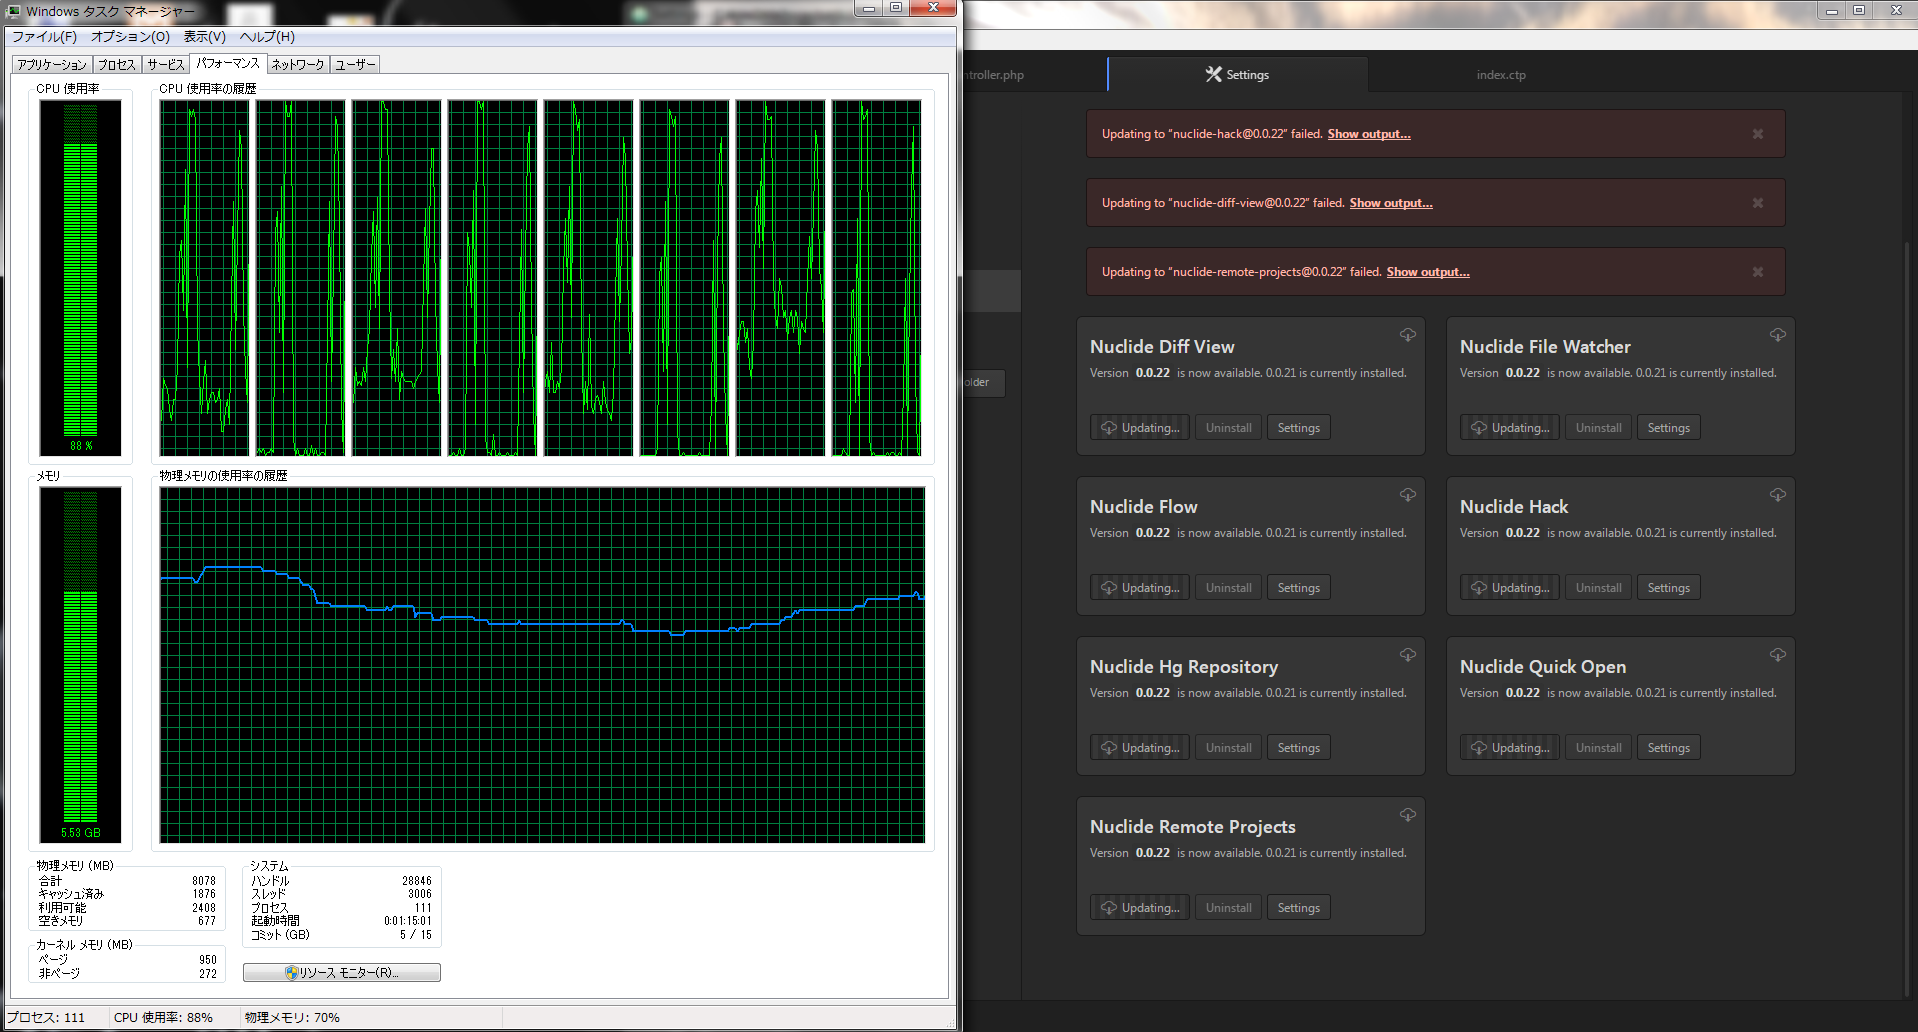 Windows タスク マネージャー
ファイル(F) オプション(O) 表示(V) ヘルプ(H)
アプリケーション プロセス サービス パフォーマンス ネットワーク ユーザー
CPU 使用率
CPU 使用率の履歴
88 %
メモリ
物理メモリの使用率の履歴
5.53 GB
物理メモリ (MB)
合計 8078
キャッシュ済み 1876
利用可能 2408
空きメモリ 677
カーネル メモリ (MB)
ページ 950
非ページ 272
システム
ハンドル 28846
スレッド 3006
プロセス 111
起動時間 0:01:15:01
コミット (GB) 5 / 15
リソース モニター(R)...
プロセス: 111 CPU 使用率: 88% 物理メモリ: 70%
ntroller.php Settings index.ctp
older
Updating to “nuclide-hack@0.0.22” failed. Show output...
Updating to “nuclide-diff-view@0.0.22” failed. Show output...
Updating to “nuclide-remote-projects@0.0.22” failed. Show output...
Nuclide Diff View
Version 0.0.22 is now available. 0.0.21 is currently installed.
Updating... Uninstall Settings
Nuclide File Watcher
Version 0.0.22 is now available. 0.0.21 is currently installed.
Updating... Uninstall Settings
Nuclide Flow
Version 0.0.22 is now available. 0.0.21 is currently installed.
Updating... Uninstall Settings
Nuclide Hack
Version 0.0.22 is now available. 0.0.21 is currently installed.
Updating... Uninstall Settings
Nuclide Hg Repository
Version 0.0.22 is now available. 0.0.21 is currently installed.
Updating... Uninstall Settings
Nuclide Quick Open
Version 0.0.22 is now available. 0.0.21 is currently installed.
Updating... Uninstall Settings
Nuclide Remote Projects
Version 0.0.22 is now available. 0.0.21 is currently installed.
Updating... Uninstall Settings